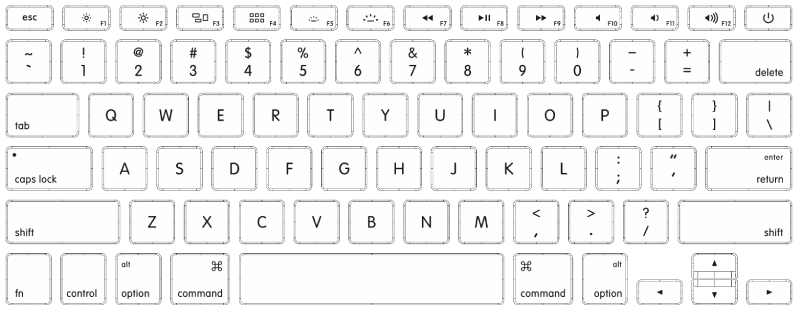 esc F1 F2 F3 F4 F5 F6 F7 F8 F9 F10 F11 F12
~ ! @ # $ % ^ & * ( ) – +
` 1 2 3 4 5 6 7 8 9 0 - = delete
tab Q W E R T Y U I O P { } |
[ ] \
caps lock A S D F G H J K L : " enter
; ' return
shift Z X C V B N M < > ? shift
, . /
alt ⌘ ⌘ alt
fn control option command command option